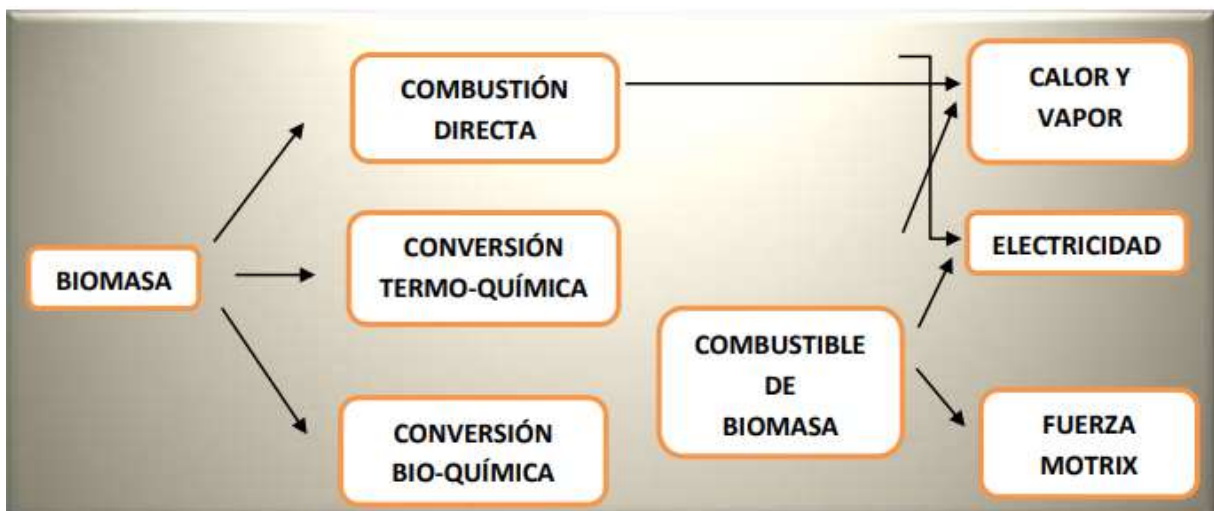 BIOMASA
COMBUSTIÓN
DIRECTA
CONVERSIÓN
TERMO-QUÍMICA
CONVERSIÓN
BIO-QUÍMICA
COMBUSTIBLE
DE
BIOMASA
CALOR Y
VAPOR
ELECTRICIDAD
FUERZA
MOTRIX